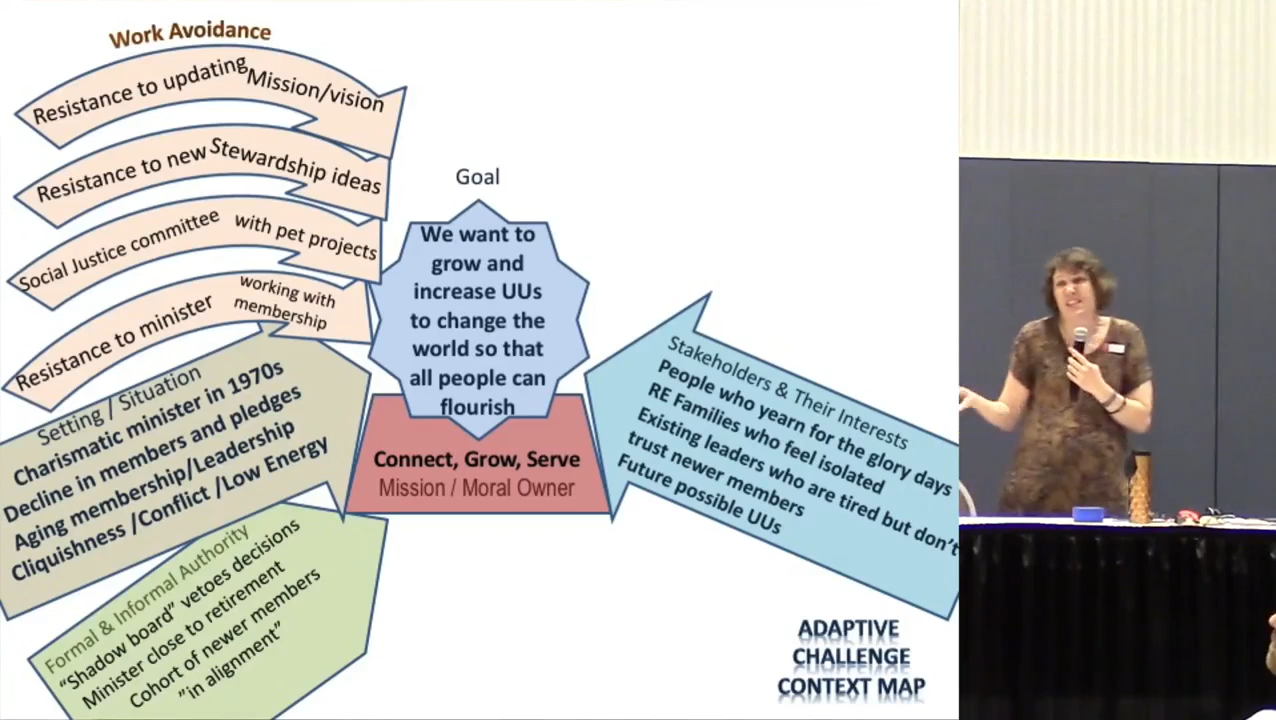 Work Avoidance
Resistance to updating Mission/vision
Resistance to new Stewardship ideas
Social Justice committee with pet projects
Resistance to minister working with
membership
Setting / Situation
Charismatic minister in 1970s
Decline in members and pledges
Aging membership/Leadership
Cliquishness /Conflict /Low Energy
Formal & Informal Authority
“Shadow board” vetoes decisions
Minister close to retirement
Cohort of newer members
”in alignment”
Goal
We want to
grow and
increase UUs
to change the
world so that
all people can
flourish
Connect, Grow, Serve
Mission / Moral Owner
Stakeholders & Their Interests
People who yearn for the glory days
RE Families who feel isolated
Existing leaders who are tired but don’t
trust newer members
Future possible UUs
ADAPTIVE
CHALLENGE
CONTEXT MAP